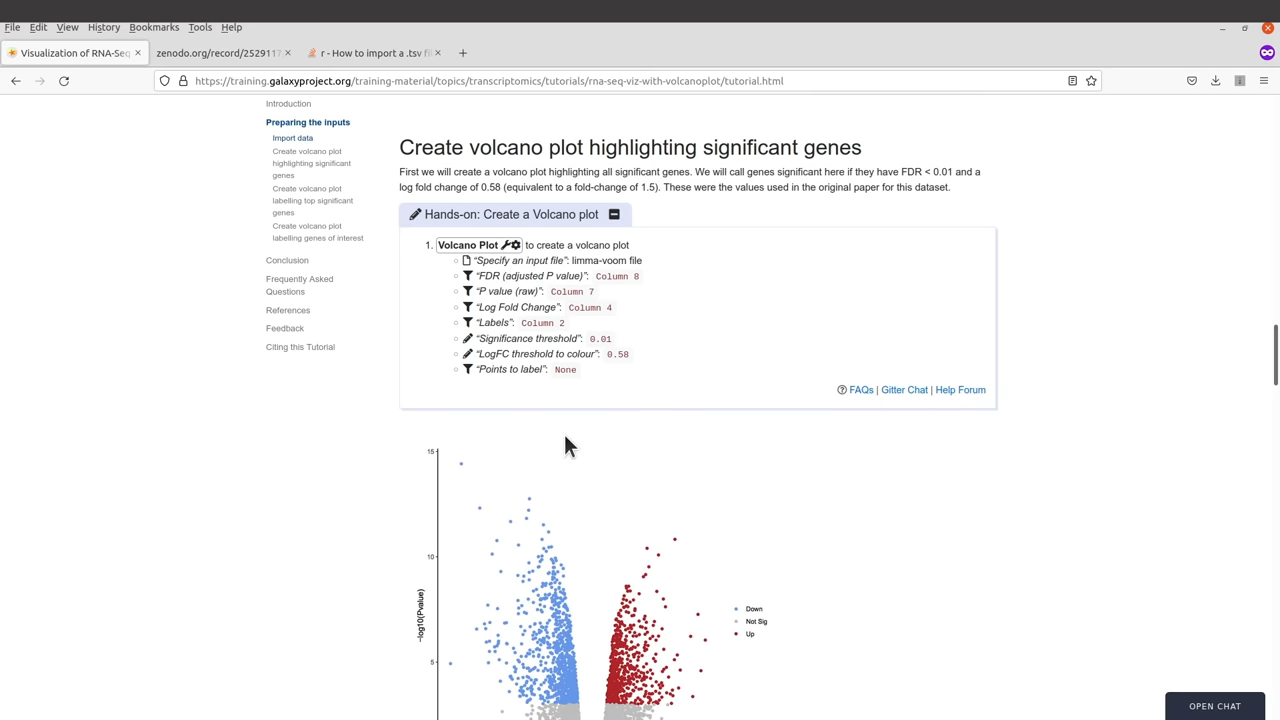 File Edit View History Bookmarks Tools Help
Visualization of RNA-Seq
zenodo.org/record/2529117
r - How to import a .tsv fi
https://training.galaxyproject.org/training-material/topics/transcriptomics/tutorials/rna-seq-viz-with-volcanoplot/tutorial.html
Introduction
Preparing the inputs
Import data
Create volcano plot
highlighting significant
genes
Create volcano plot
labelling top significant
genes
Create volcano plot
labelling genes of interest
Conclusion
Frequently Asked
Questions
References
Feedback
Citing this Tutorial
Create volcano plot highlighting significant genes
First we will create a volcano plot highlighting all significant genes. We will call genes significant here if they have FDR < 0.01 and a
log fold change of 0.58 (equivalent to a fold-change of 1.5). These were the values used in the original paper for this dataset.
Hands-on: Create a Volcano plot
1. Volcano Plot to create a volcano plot
“Specify an input file”: limma-voom file
“FDR (adjusted P value)”: Column 8
“P value (raw)”: Column 7
“Log Fold Change”: Column 4
“Labels”: Column 2
“Significance threshold”: 0.01
“LogFC threshold to colour”: 0.58
“Points to label”: None
FAQs | Gitter Chat | Help Forum
15
10
5
−log10(Pvalue)
Down
Not Sig
Up
OPEN CHAT